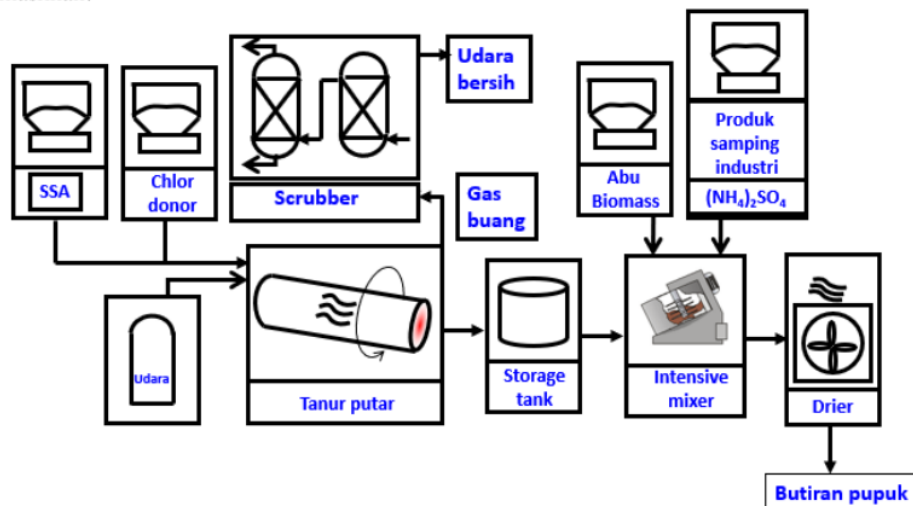 SSA
Chlor
donor
Scrubber
Udara
bersih
Gas
buang
Abu
Biomass
Produk
samping
industri
(NH₄)₂SO₄
Udara
Tanur putar
Storage
tank
Intensive
mixer
Drier
Butiran pupuk